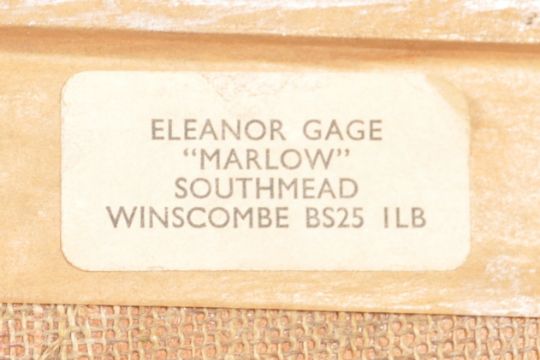 ELEANOR GAGE
“MARLOW”
SOUTHMEAD
WINSCOMBE BS25 1LB